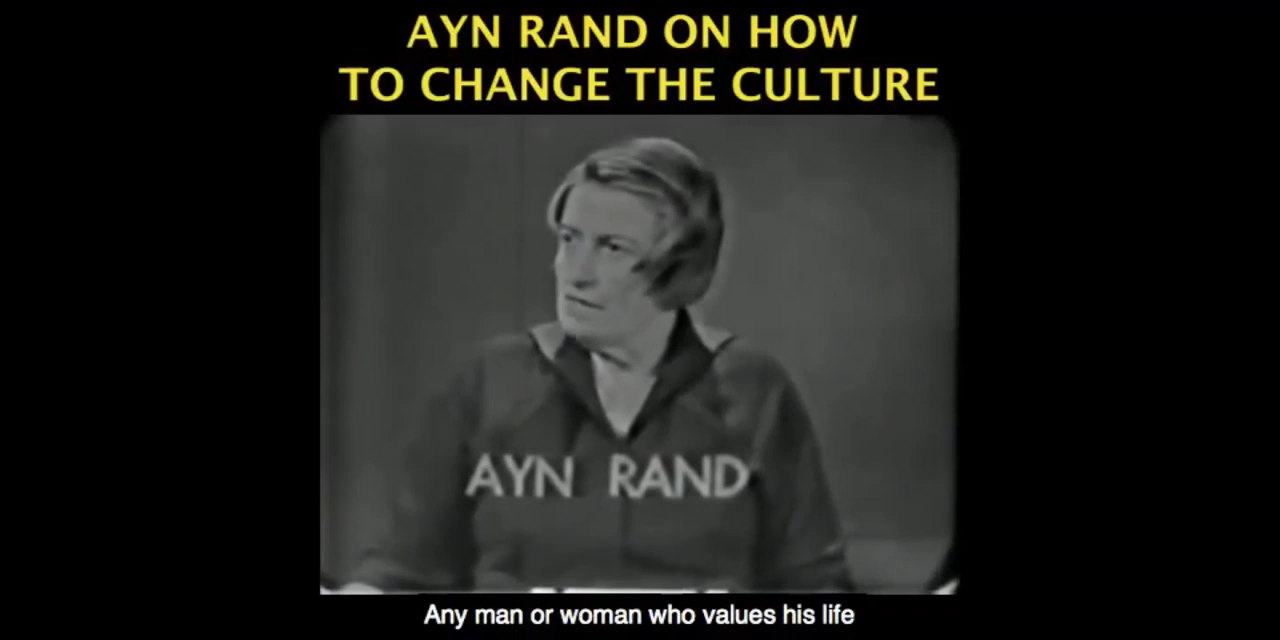 AYN RAND ON HOW
TO CHANGE THE CULTURE
AYN RAND
Any man or woman who values his life